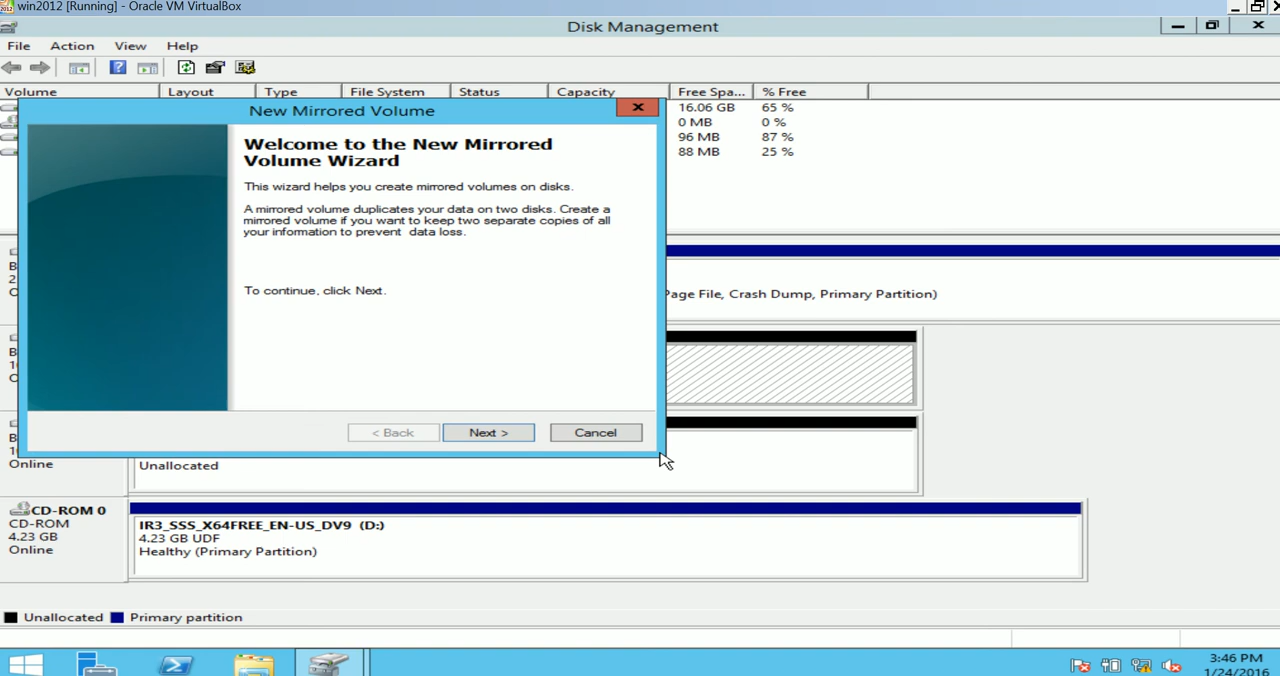 win2012 [Running] - Oracle VM VirtualBox
Disk Management
File Action View Help
Volume Layout Type File System Status Capacity Free Spa... % Free
16.06 GB 65 %
0 MB 0 %
96 MB 87 %
88 MB 25 %
New Mirrored Volume
Welcome to the New Mirrored
Volume Wizard
This wizard helps you create mirrored volumes on disks.
A mirrored volume duplicates your data on two disks. Create a
mirrored volume if you want to keep two separate copies of all
your information to prevent data loss.
To continue, click Next.
< Back Next > Cancel
B
2
O
Page File, Crash Dump, Primary Partition)
B
10
O
B
10
Online
Unallocated
CD-ROM 0
CD-ROM
4.23 GB
Online
IR3_SSS_X64FREE_EN-US_DV9 (D:)
4.23 GB UDF
Healthy (Primary Partition)
Unallocated Primary partition
3:46 PM
1/24/2016